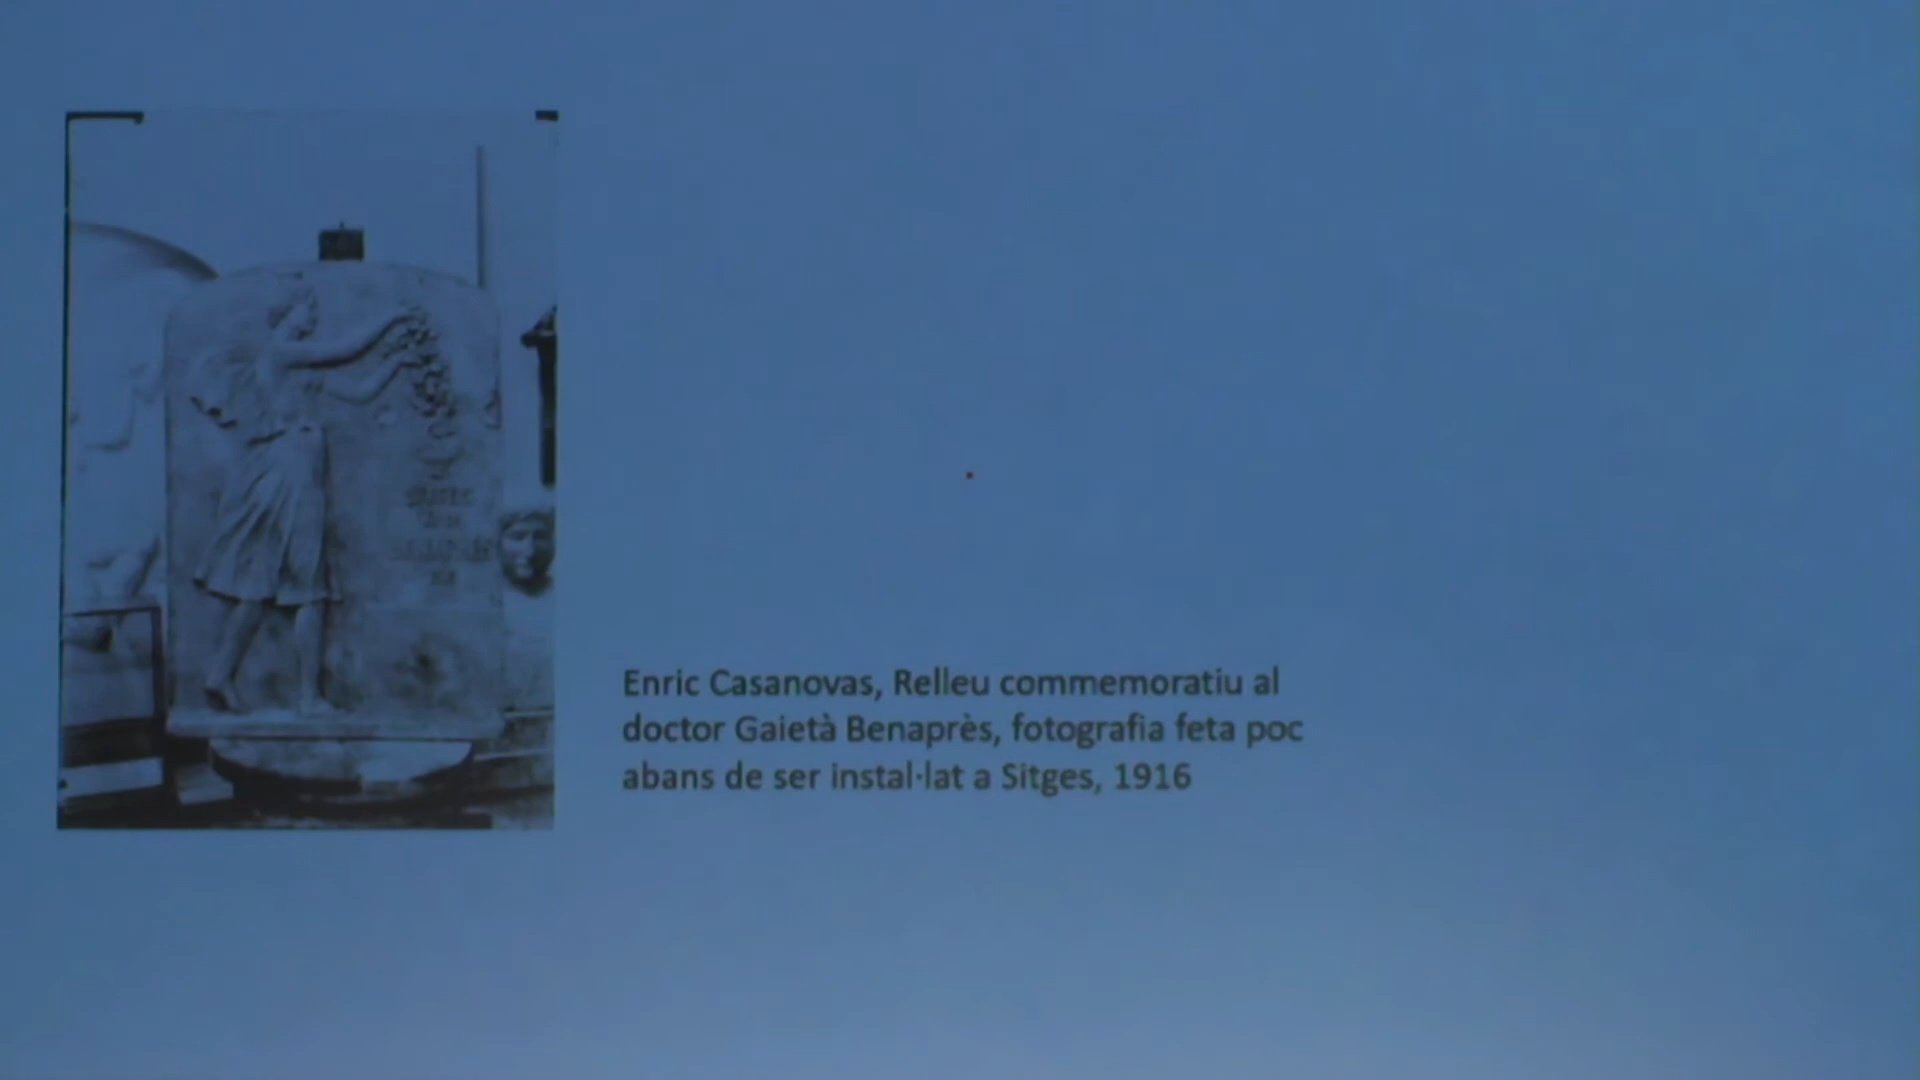 Enric Casanovas, Relleu commemoratiu al
doctor Gaietà Benaprès, fotografia feta poc
abans de ser instal·lat a Sitges, 1916